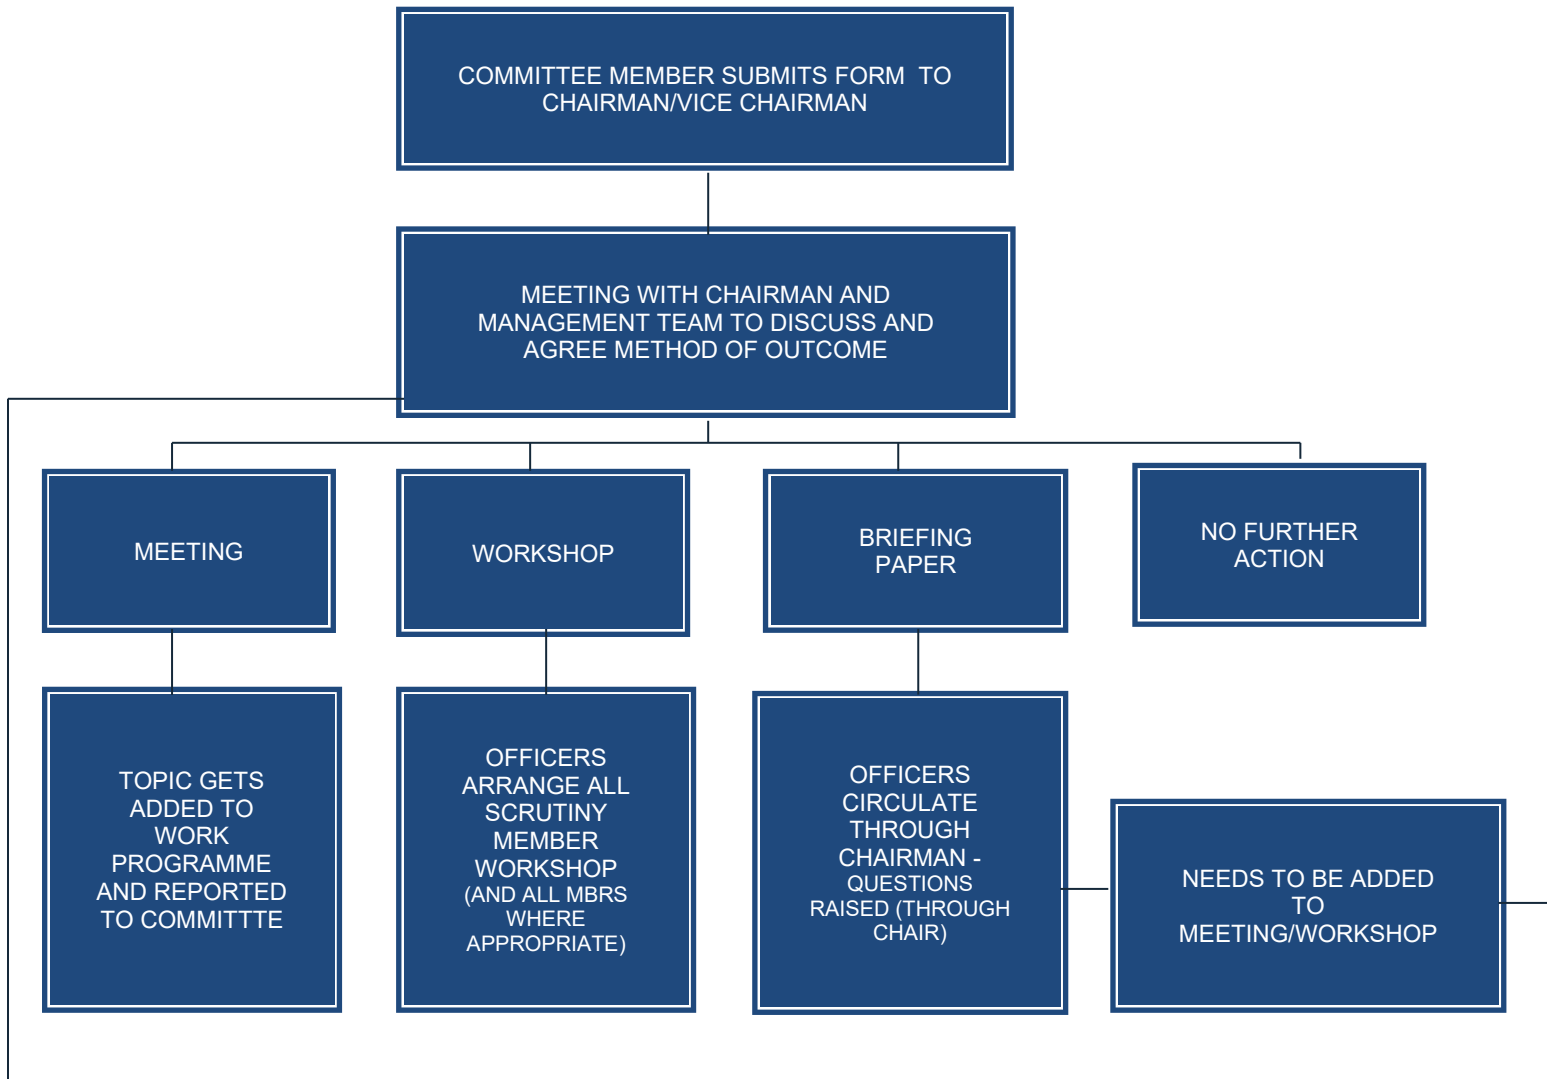 COMMITTEE MEMBER SUBMITS FORM TO
CHAIRMAN/VICE CHAIRMAN
MEETING WITH CHAIRMAN AND
MANAGEMENT TEAM TO DISCUSS AND
AGREE METHOD OF OUTCOME
MEETING
WORKSHOP
BRIEFING
PAPER
NO FURTHER
ACTION
TOPIC GETS
ADDED TO
WORK
PROGRAMME
AND REPORTED
TO COMMITTTE
OFFICERS
ARRANGE ALL
SCRUTINY
MEMBER
WORKSHOP
(AND ALL MBRS
WHERE
APPROPRIATE)
OFFICERS
CIRCULATE
THROUGH
CHAIRMAN -
QUESTIONS
RAISED (THROUGH
CHAIR)
NEEDS TO BE ADDED
TO
MEETING/WORKSHOP